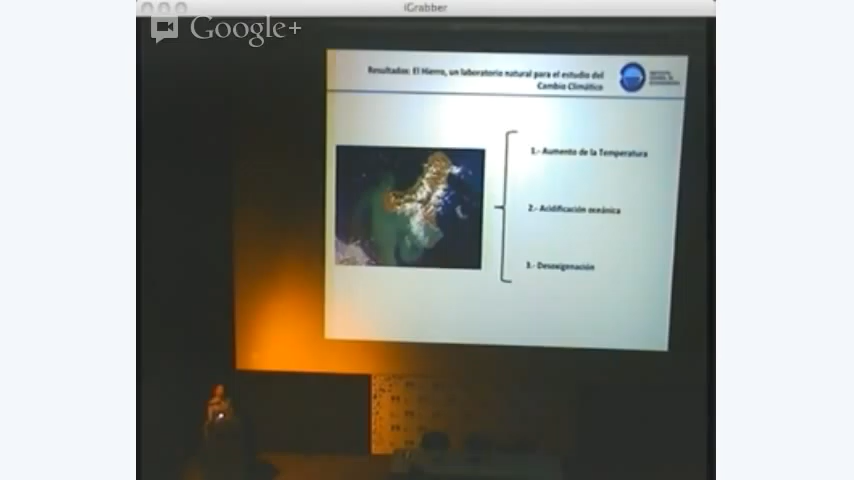 iGrabber
Google+
Resultados: El Hierro, un laboratorio natural para el estudio del
Cambio Climático
1.- Aumento de la Temperatura
2.- Acidificación oceánica
3.- Desoxigenación